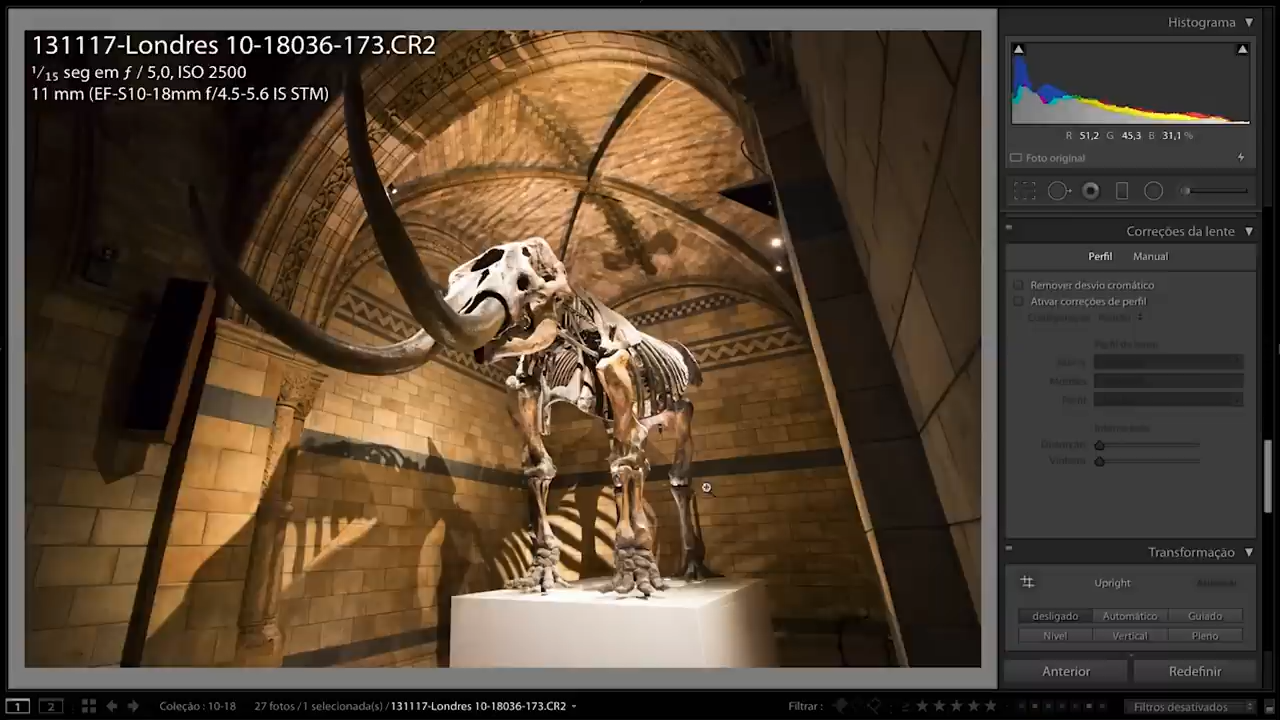 131117-Londres 10-18036-173.CR2
1/15 seg em ƒ / 5,0, ISO 2500
11 mm (EF-S10-18mm f/4.5-5.6 IS STM)
Histograma
R 51,2 G 45,3 B 31,1 %
Foto original
Correções da lente
Perfil Manual
Remover desvio cromático
Ativar correções de perfil
Transformação
Upright
desligado Automático Guiado
Nível Vertical Pleno
Anterior Redefinir
1 2 Coleção : 10-18 27 fotos / 1 selecionada(s) / 131117-Londres 10-18036-173.CR2 Filtrar : Filtros desativados